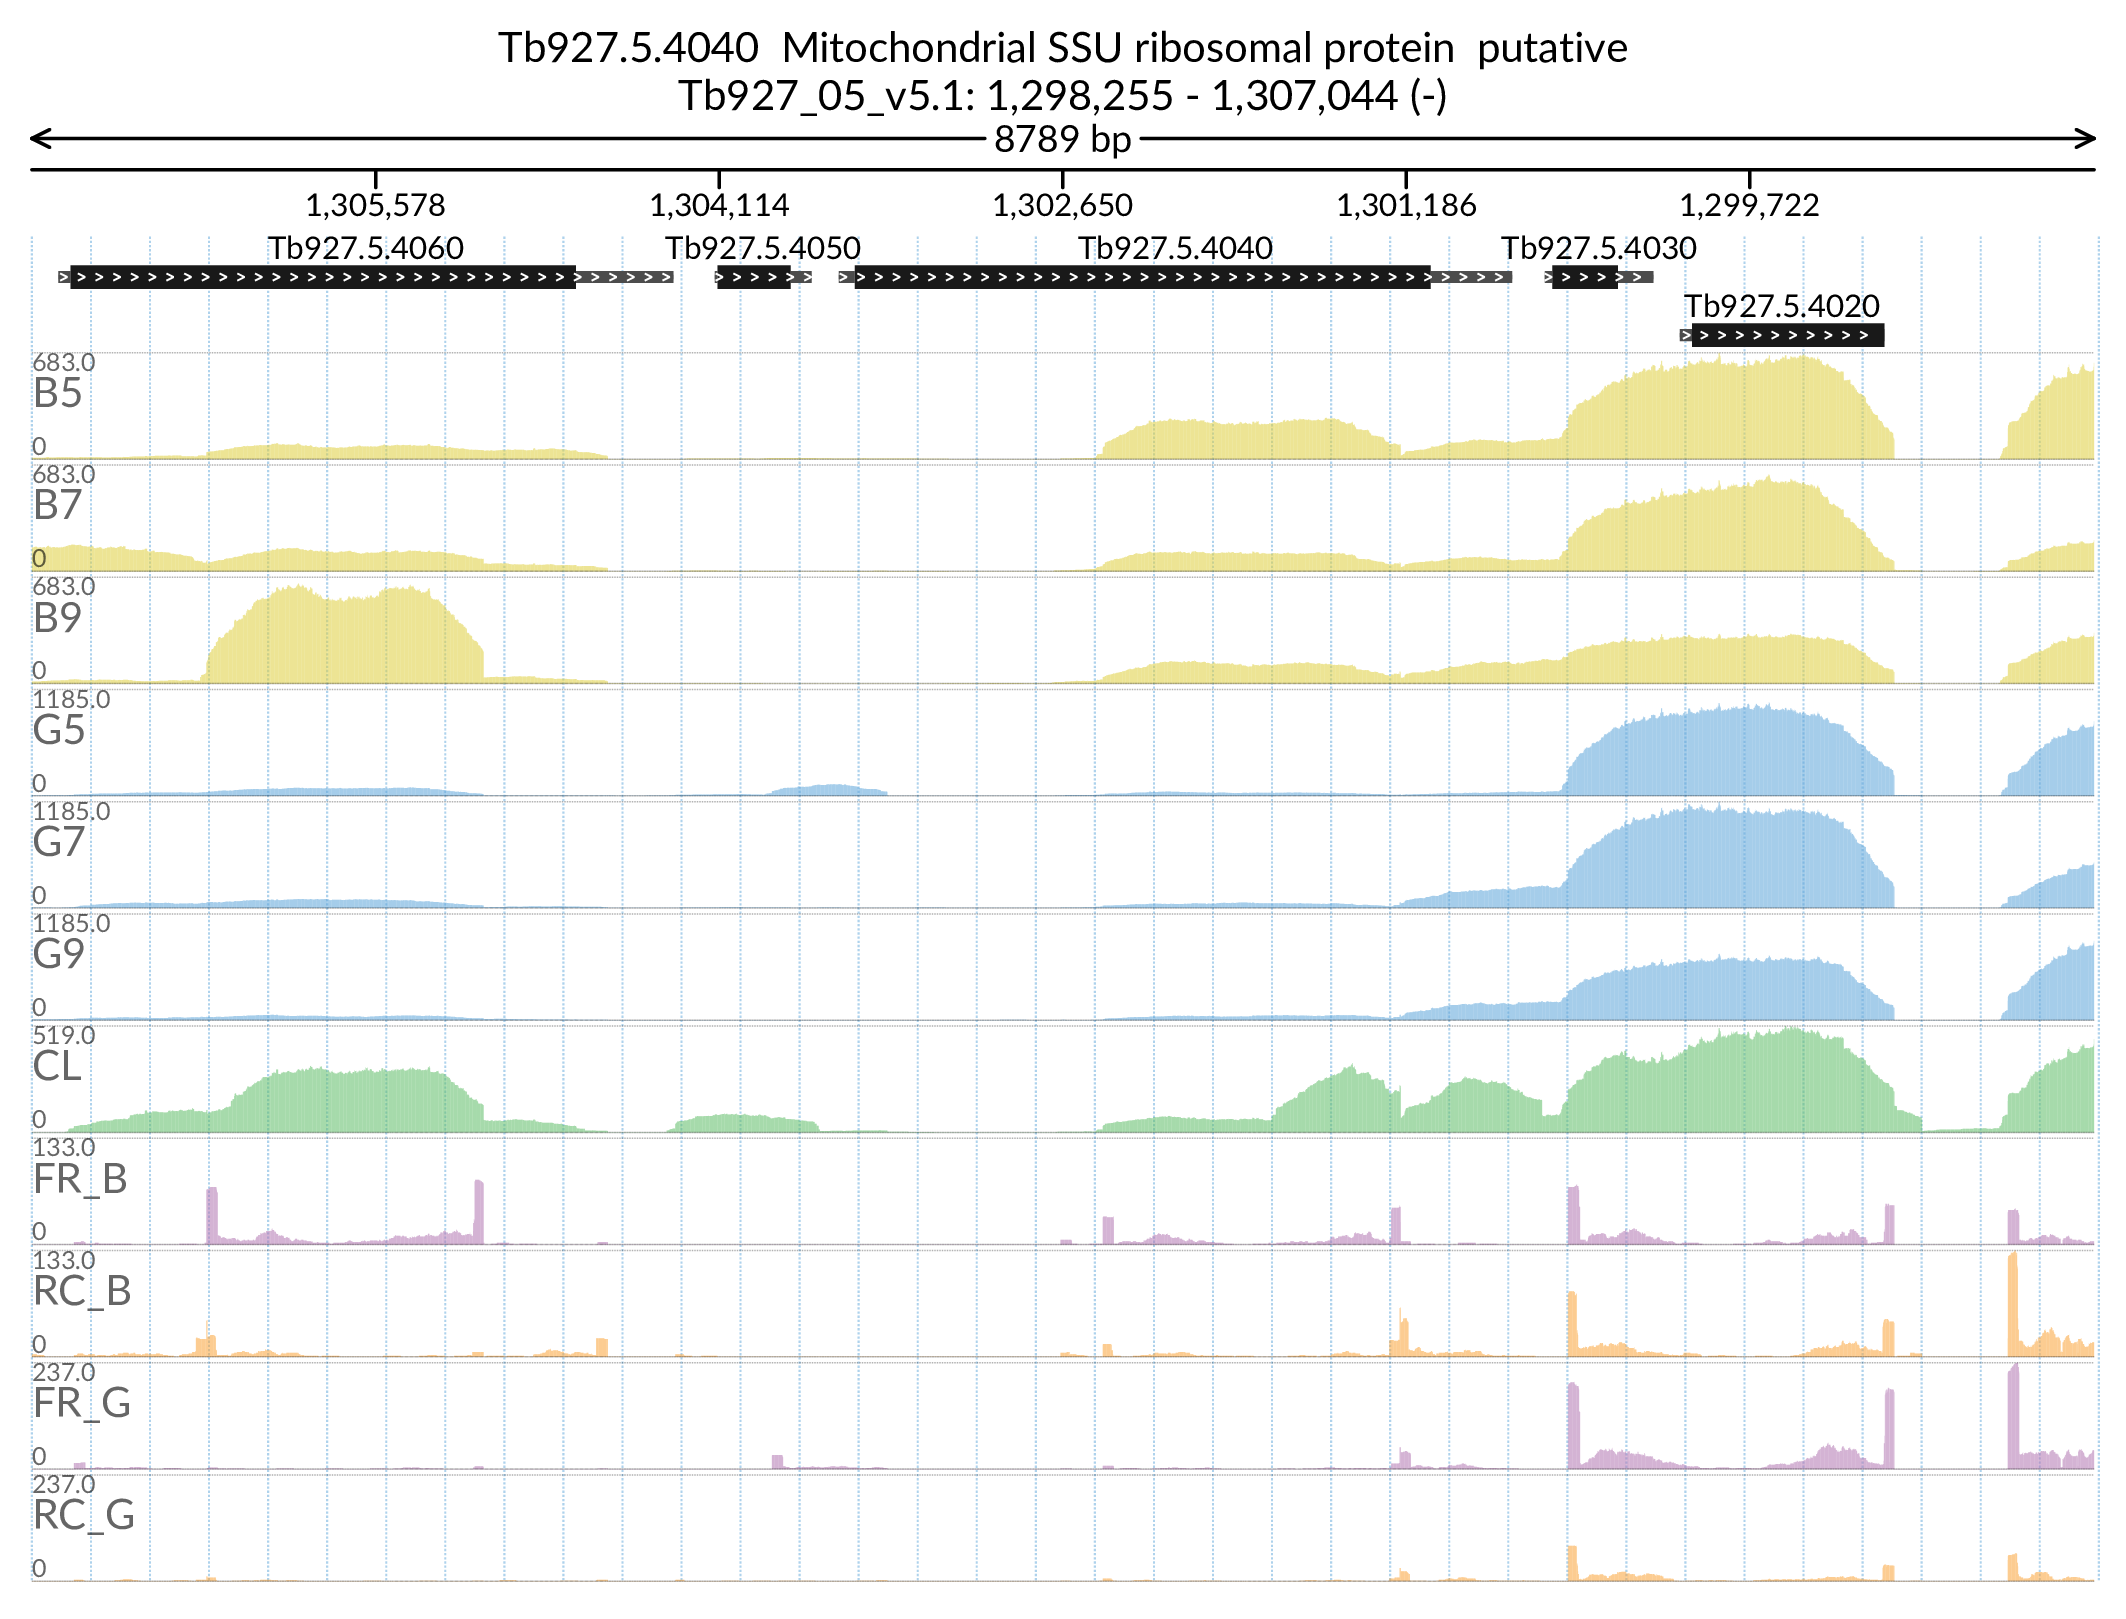 Tb927.5.4040  Mitochondrial SSU ribosomal protein  putative
Tb927_05_v5.1: 1,298,255 - 1,307,044 (-)
8789 bp
1,305,578 1,304,114 1,302,650 1,301,186 1,299,722
Tb927.5.4060 Tb927.5.4050 Tb927.5.4040 Tb927.5.4030
Tb927.5.4020
683.0
B5
0
683.0
B7
0
683.0
B9
0
1185.0
G5
0
1185.0
G7
0
1185.0
G9
0
519.0
CL
0
133.0
FR_B
0
133.0
RC_B
0
237.0
FR_G
0
237.0
RC_G
0